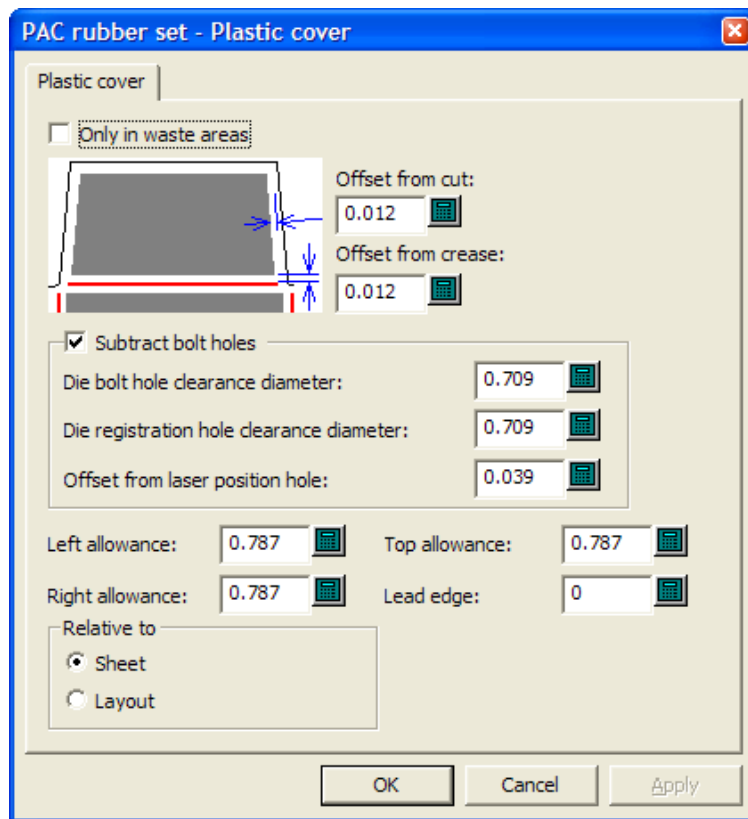 PAC rubber set - Plastic cover
Plastic cover
Only in waste areas
Offset from cut:
0.012
Offset from crease:
0.012
Subtract bolt holes
Die bolt hole clearance diameter: 0.709
Die registration hole clearance diameter: 0.709
Offset from laser position hole: 0.039
Left allowance: 0.787 Top allowance: 0.787
Right allowance: 0.787 Lead edge: 0
Relative to
Sheet
Layout
OK Cancel Apply